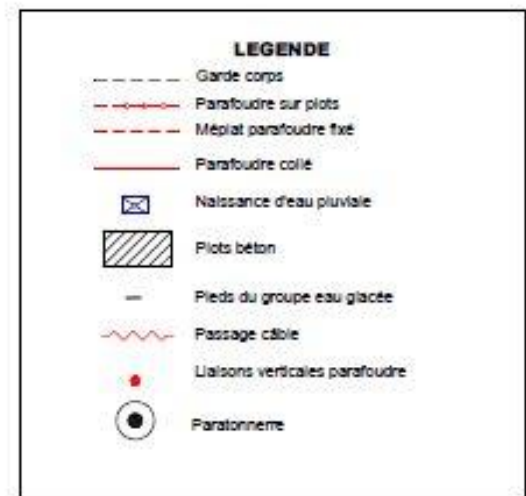 LEGENDE
Garde corps
Parafoudre sur plots
Méplat parafoudre fixé
Parafoudre collé
Naissance d'eau pluviale
Plots béton
Pieds du groupe eau glacée
Passage câble
Liaisons verticales parafoudre
Paratonnerre